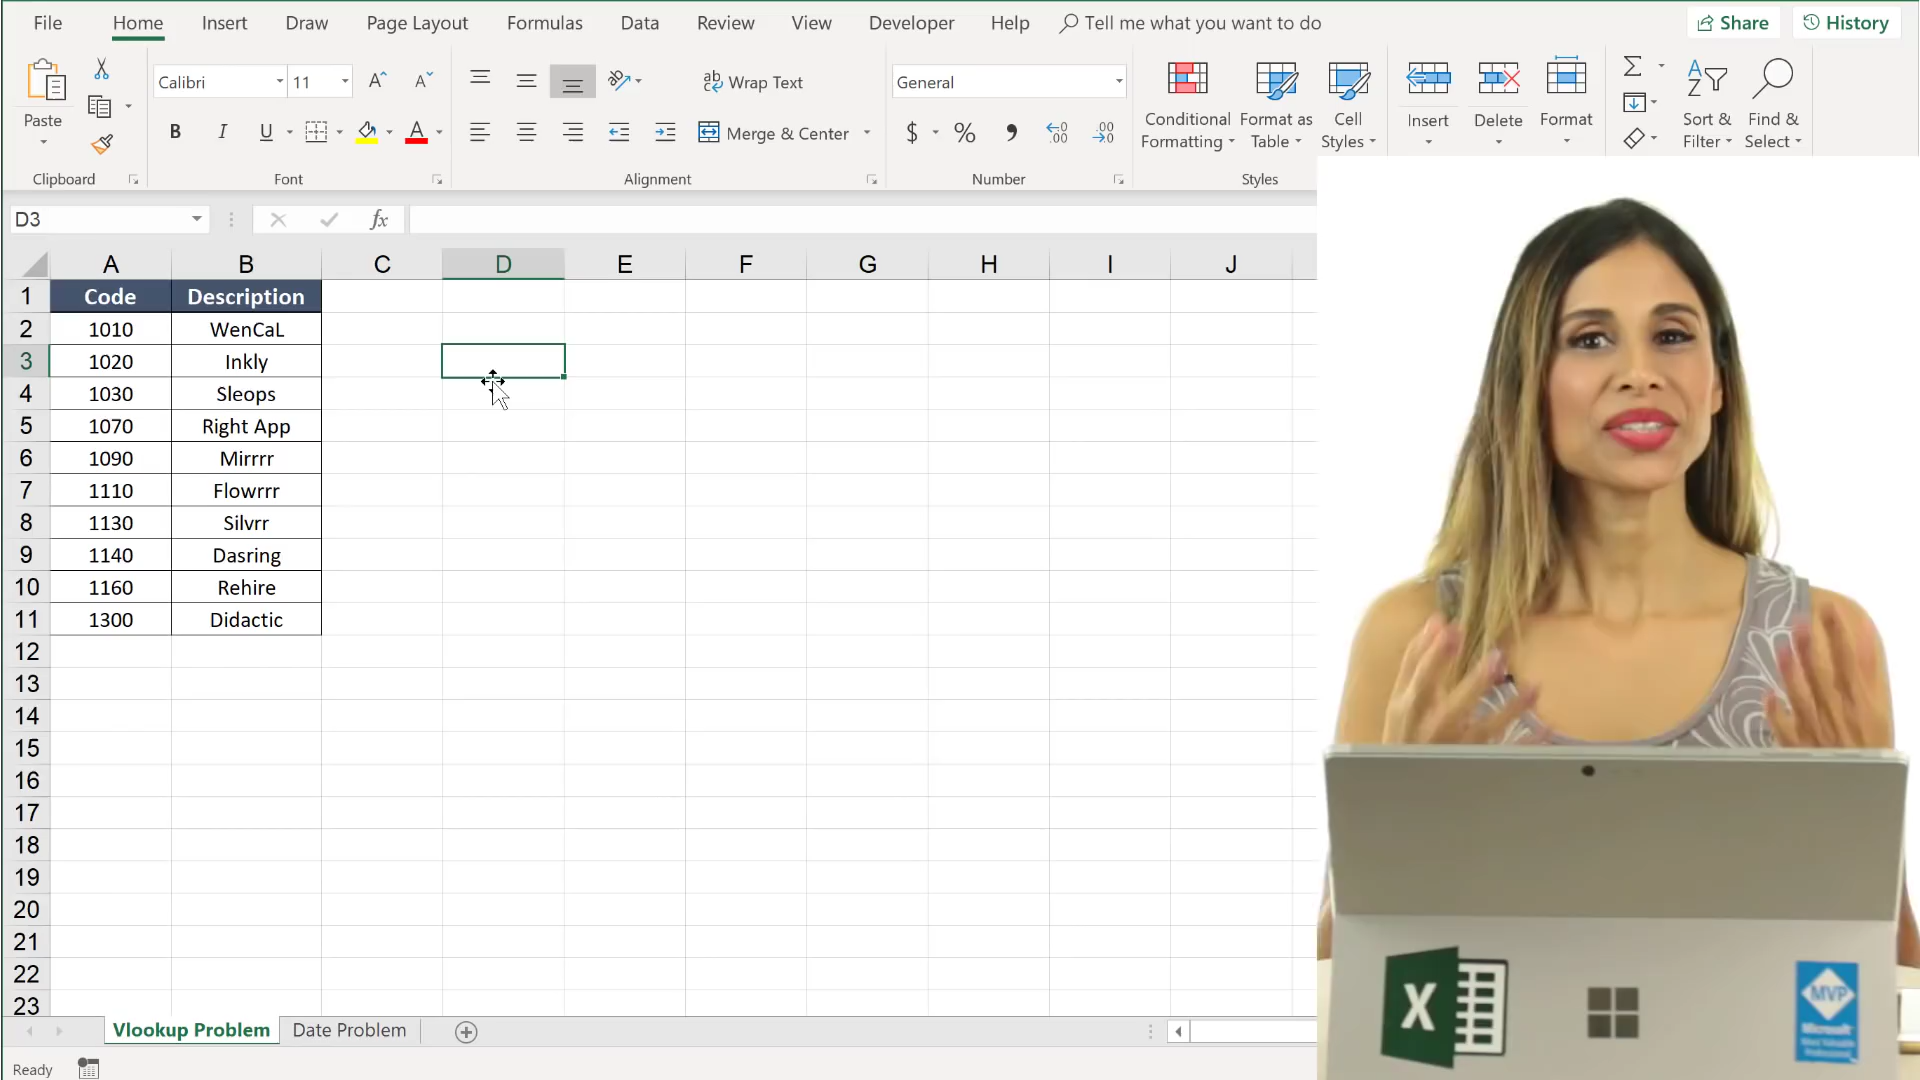 File Home Insert Draw Page Layout Formulas Data Review View Developer Help Tell me what you want to do Share History
Calibri 11 A A ab Wrap Text General
Paste B I U A Merge & Center $ % , Conditional Formatting Format as Table Cell Styles Insert Delete Format Σ Sort & Filter Find & Select
Clipboard Font Alignment Number Styles
D3 fx
A B C D E F G H I J
1 Code Description
2 1010 WenCaL
3 1020 Inkly
4 1030 Sleops
5 1070 Right App
6 1090 Mirrrr
7 1110 Flowrrr
8 1130 Silvrr
9 1140 Dasring
10 1160 Rehire
11 1300 Didactic
12
13
14
15
16
17
18
19
20
21
22
23
Vlookup Problem Date Problem
Ready
X
MVP
Microsoft